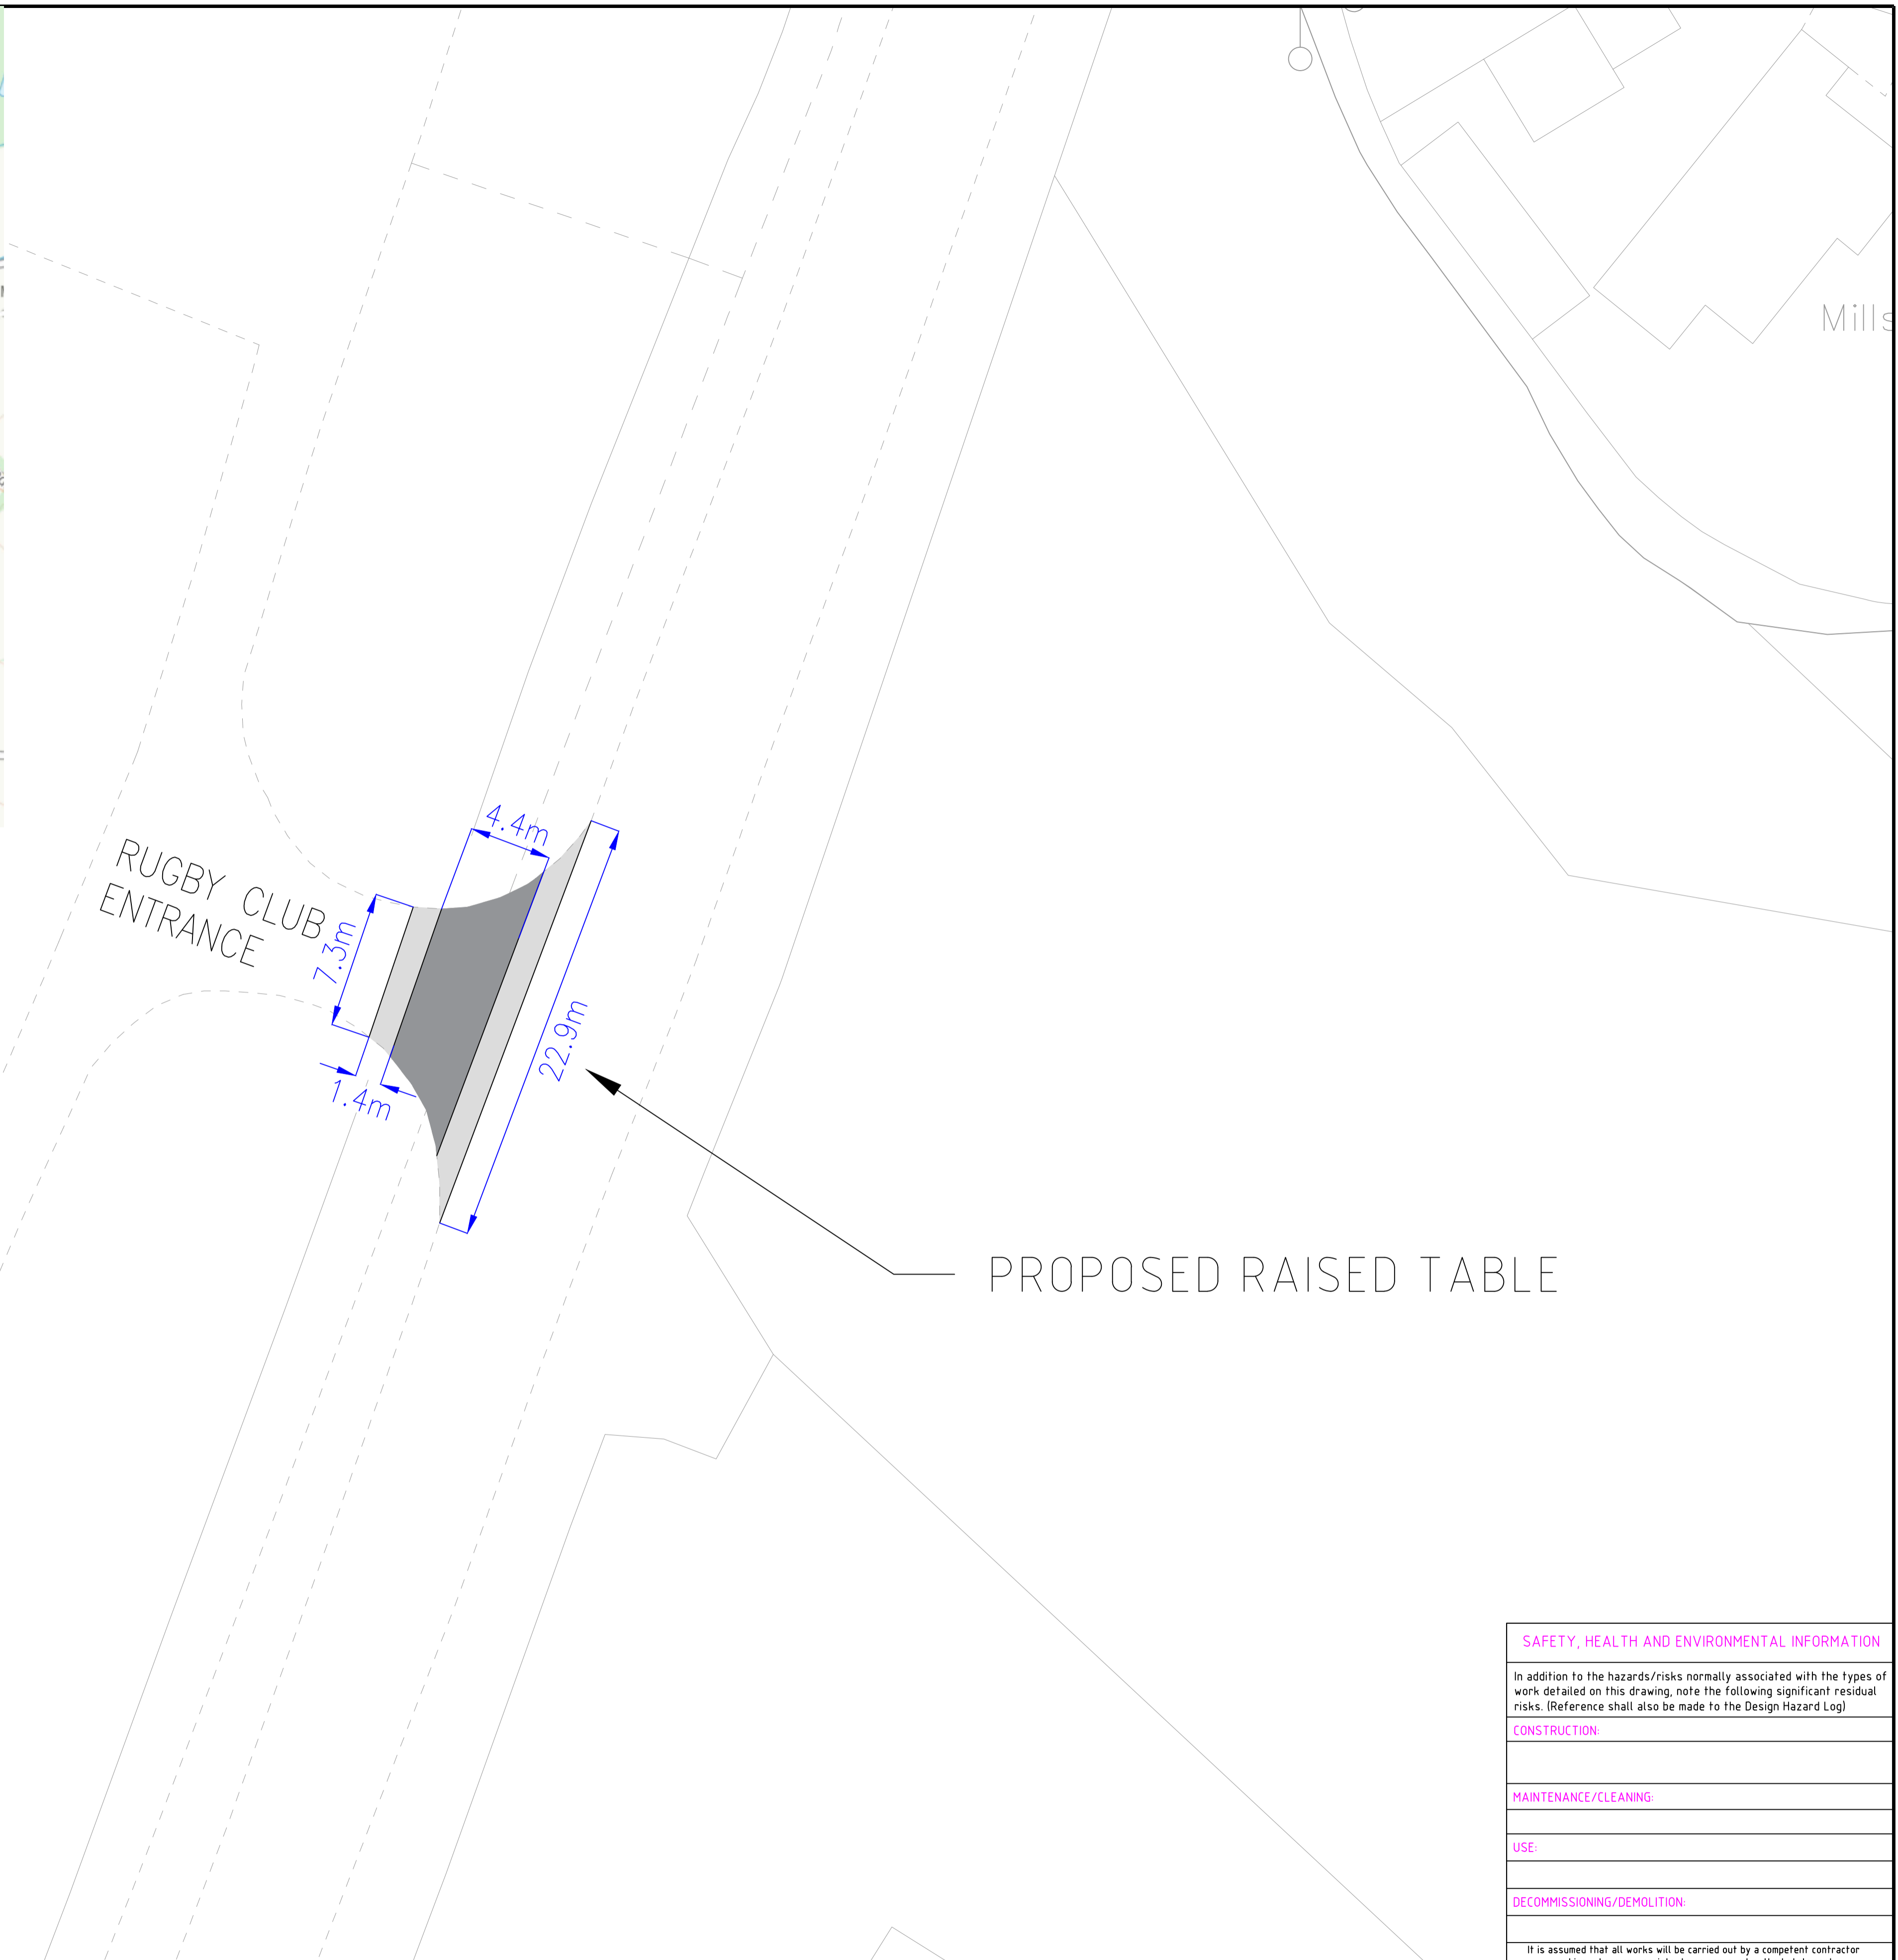 Mills
4.4m
RUGBY CLUB
ENTRANCE
7.3m
22.9m
1.4m
PROPOSED RAISED TABLE
SAFETY, HEALTH AND ENVIRONMENTAL INFORMATION
In addition to the hazards/risks normally associated with the types of
work detailed on this drawing, note the following significant residual
risks. (Reference shall also be made to the Design Hazard Log)
CONSTRUCTION:
MAINTENANCE/CLEANING:
USE:
DECOMMISSIONING/DEMOLITION:
It is assumed that all works will be carried out by a competent contractor